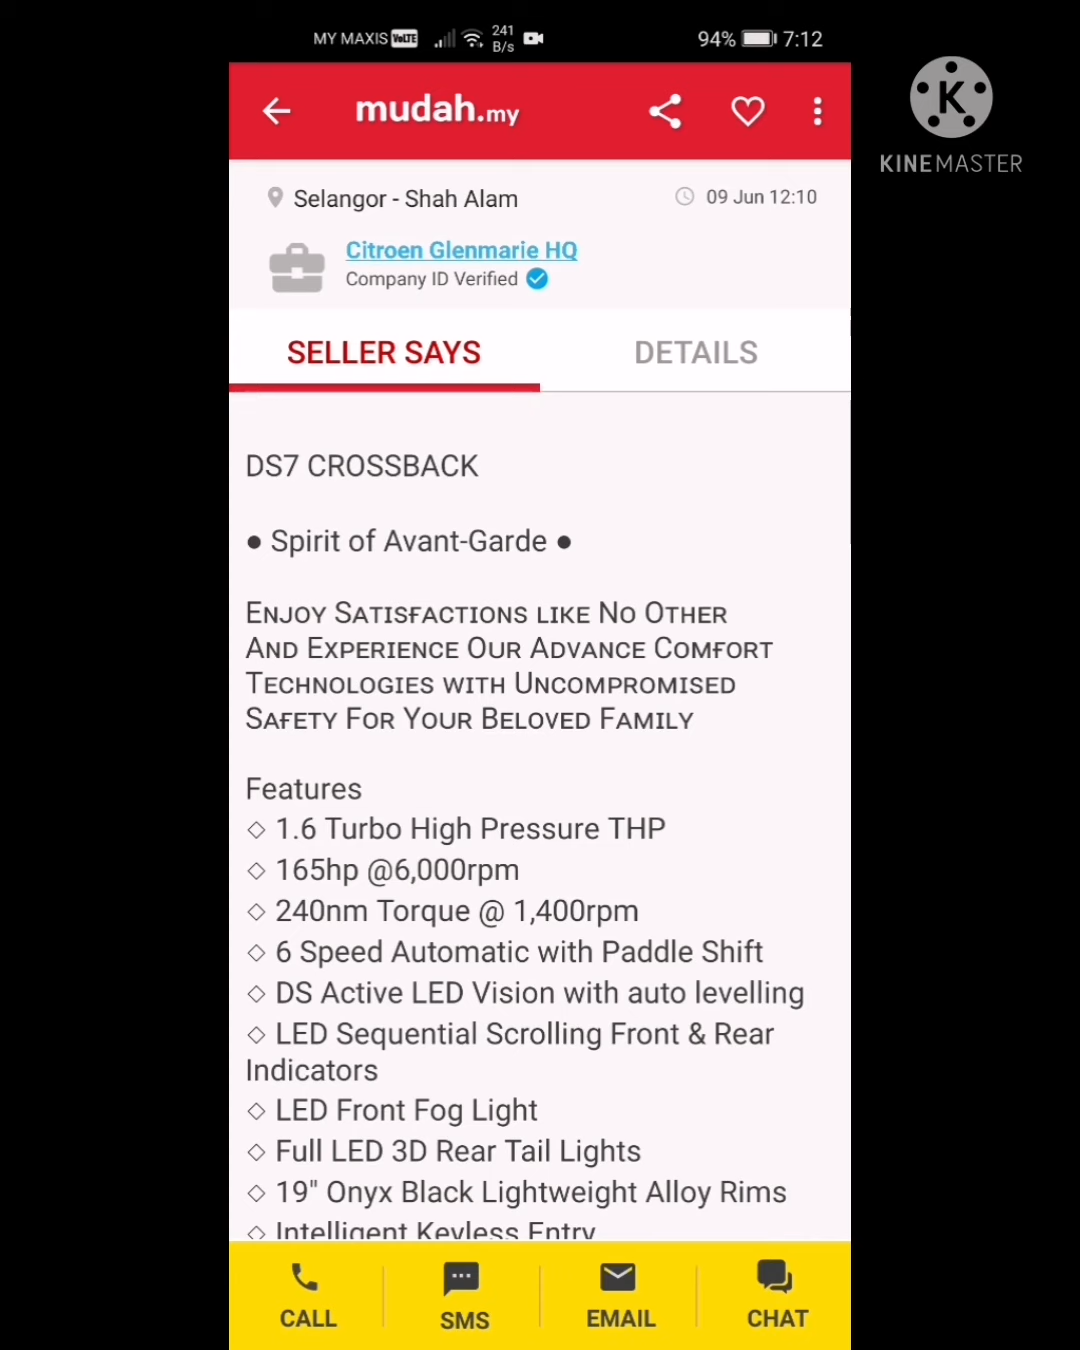 MY MAXIS VoLTE 241 B/s 94% 7:12
K
KINEMASTER
mudah.my
Selangor - Shah Alam 09 Jun 12:10
Citroen Glenmarie HQ
Company ID Verified
SELLER SAYS DETAILS
DS7 CROSSBACK
● Spirit of Avant-Garde ●
Enjoy Satisfactions like No Other
And Experience Our Advance Comfort
Technologies with Uncompromised
Safety For Your Beloved Family
Features
◇ 1.6 Turbo High Pressure THP
◇ 165hp @6,000rpm
◇ 240nm Torque @ 1,400rpm
◇ 6 Speed Automatic with Paddle Shift
◇ DS Active LED Vision with auto levelling
◇ LED Sequential Scrolling Front & Rear
Indicators
◇ LED Front Fog Light
◇ Full LED 3D Rear Tail Lights
◇ 19" Onyx Black Lightweight Alloy Rims
◇ Intelligent Keyless Entry
CALL SMS EMAIL CHAT